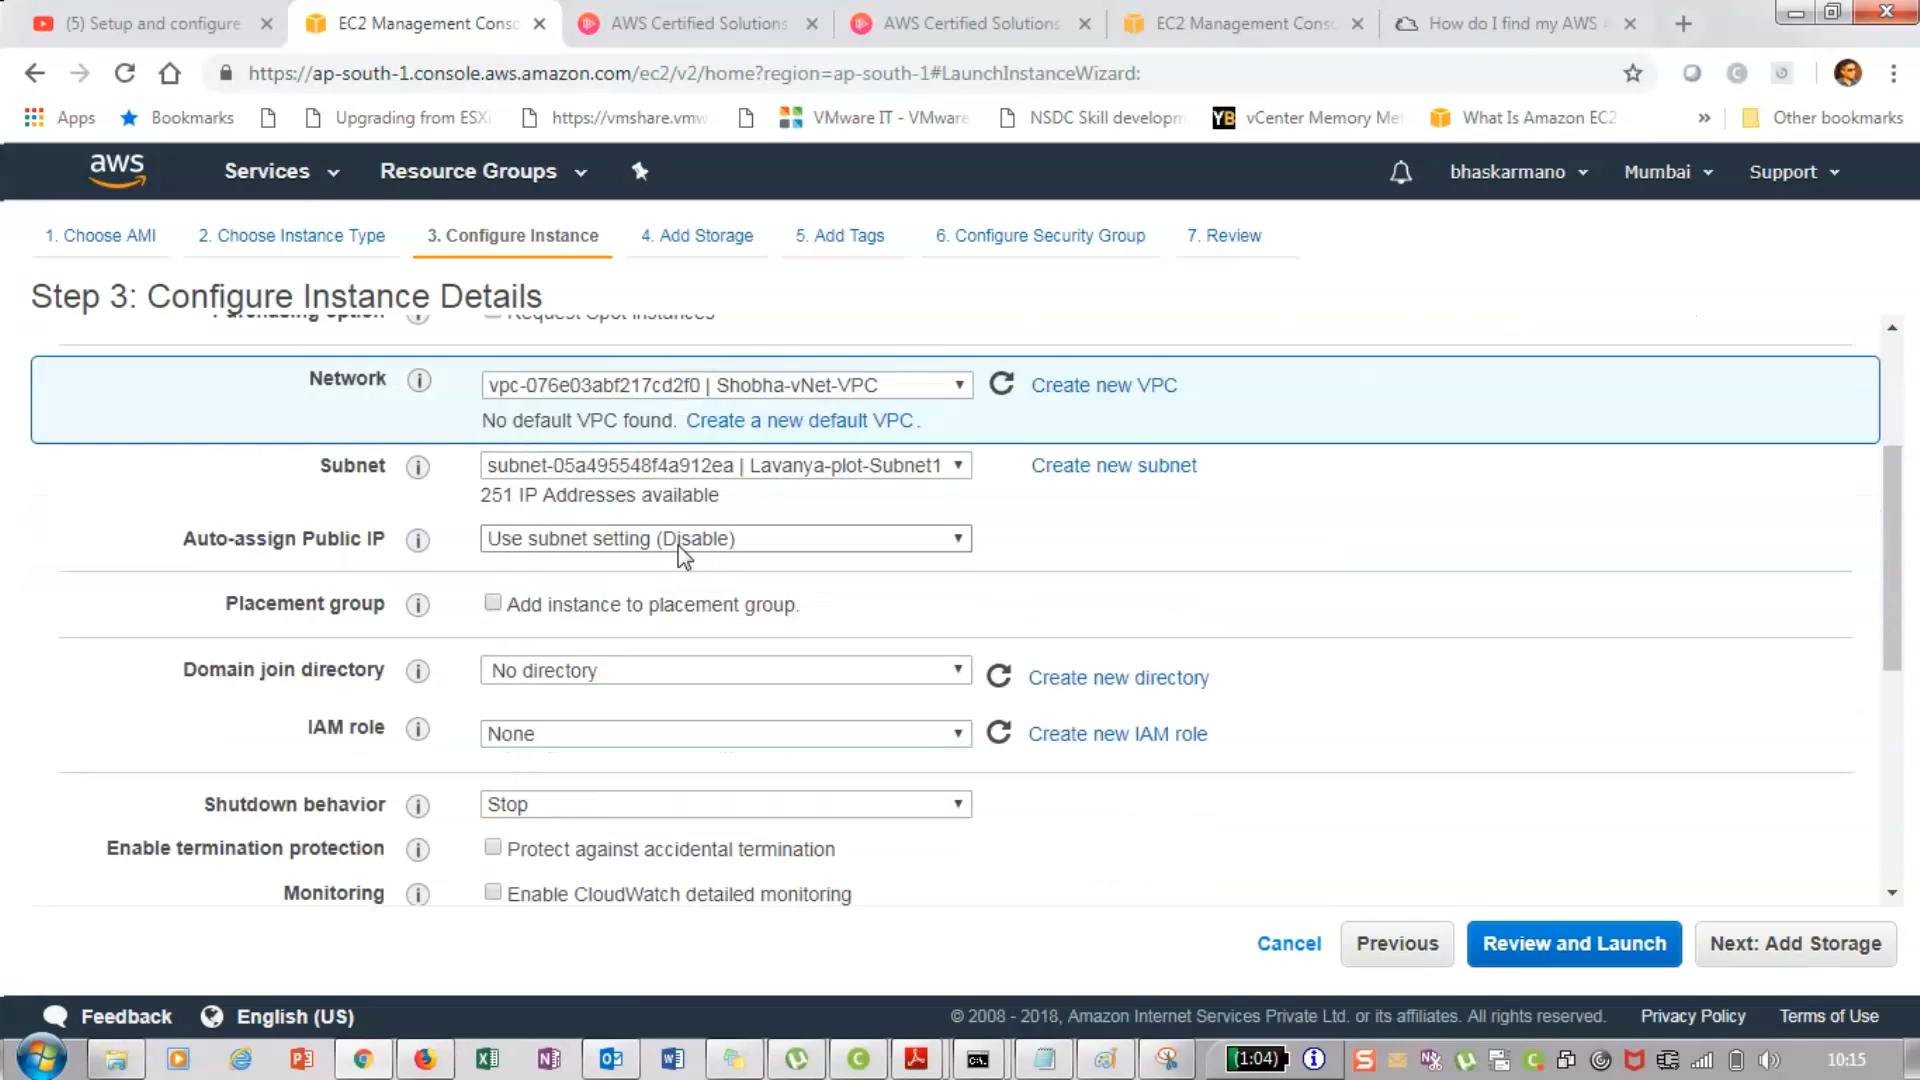 (5) Setup and configure
EC2 Management Conso
AWS Certified Solutions
AWS Certified Solutions
EC2 Management Cons
How do I find my AWS
https://ap-south-1.console.aws.amazon.com/ec2/v2/home?region=ap-south-1#LaunchInstanceWizard:
Apps
Bookmarks
Upgrading from ESXi
https://vmshare.vmw
VMware IT - VMware
NSDC Skill developm
YB
vCenter Memory Me
What Is Amazon EC2
»
Other bookmarks
aws
Services
Resource Groups
bhaskarmano
Mumbai
Support
1. Choose AMI
2. Choose Instance Type
3. Configure Instance
4. Add Storage
5. Add Tags
6. Configure Security Group
7. Review
Step 3: Configure Instance Details
Purchasing option
Request Spot instances
Network
vpc-076e03abf217cd2f0 | Shobha-vNet-VPC
Create new VPC
No default VPC found. Create a new default VPC.
Subnet
subnet-05a495548f4a912ea | Lavanya-plot-Subnet1
Create new subnet
251 IP Addresses available
Auto-assign Public IP
Use subnet setting (Disable)
Placement group
Add instance to placement group.
Domain join directory
No directory
Create new directory
IAM role
None
Create new IAM role
Shutdown behavior
Stop
Enable termination protection
Protect against accidental termination
Monitoring
Enable CloudWatch detailed monitoring
Cancel
Previous
Review and Launch
Next: Add Storage
Feedback
English (US)
© 2008 - 2018, Amazon Internet Services Private Ltd. or its affiliates. All rights reserved.
Privacy Policy
Terms of Use
(1:04)
10:15